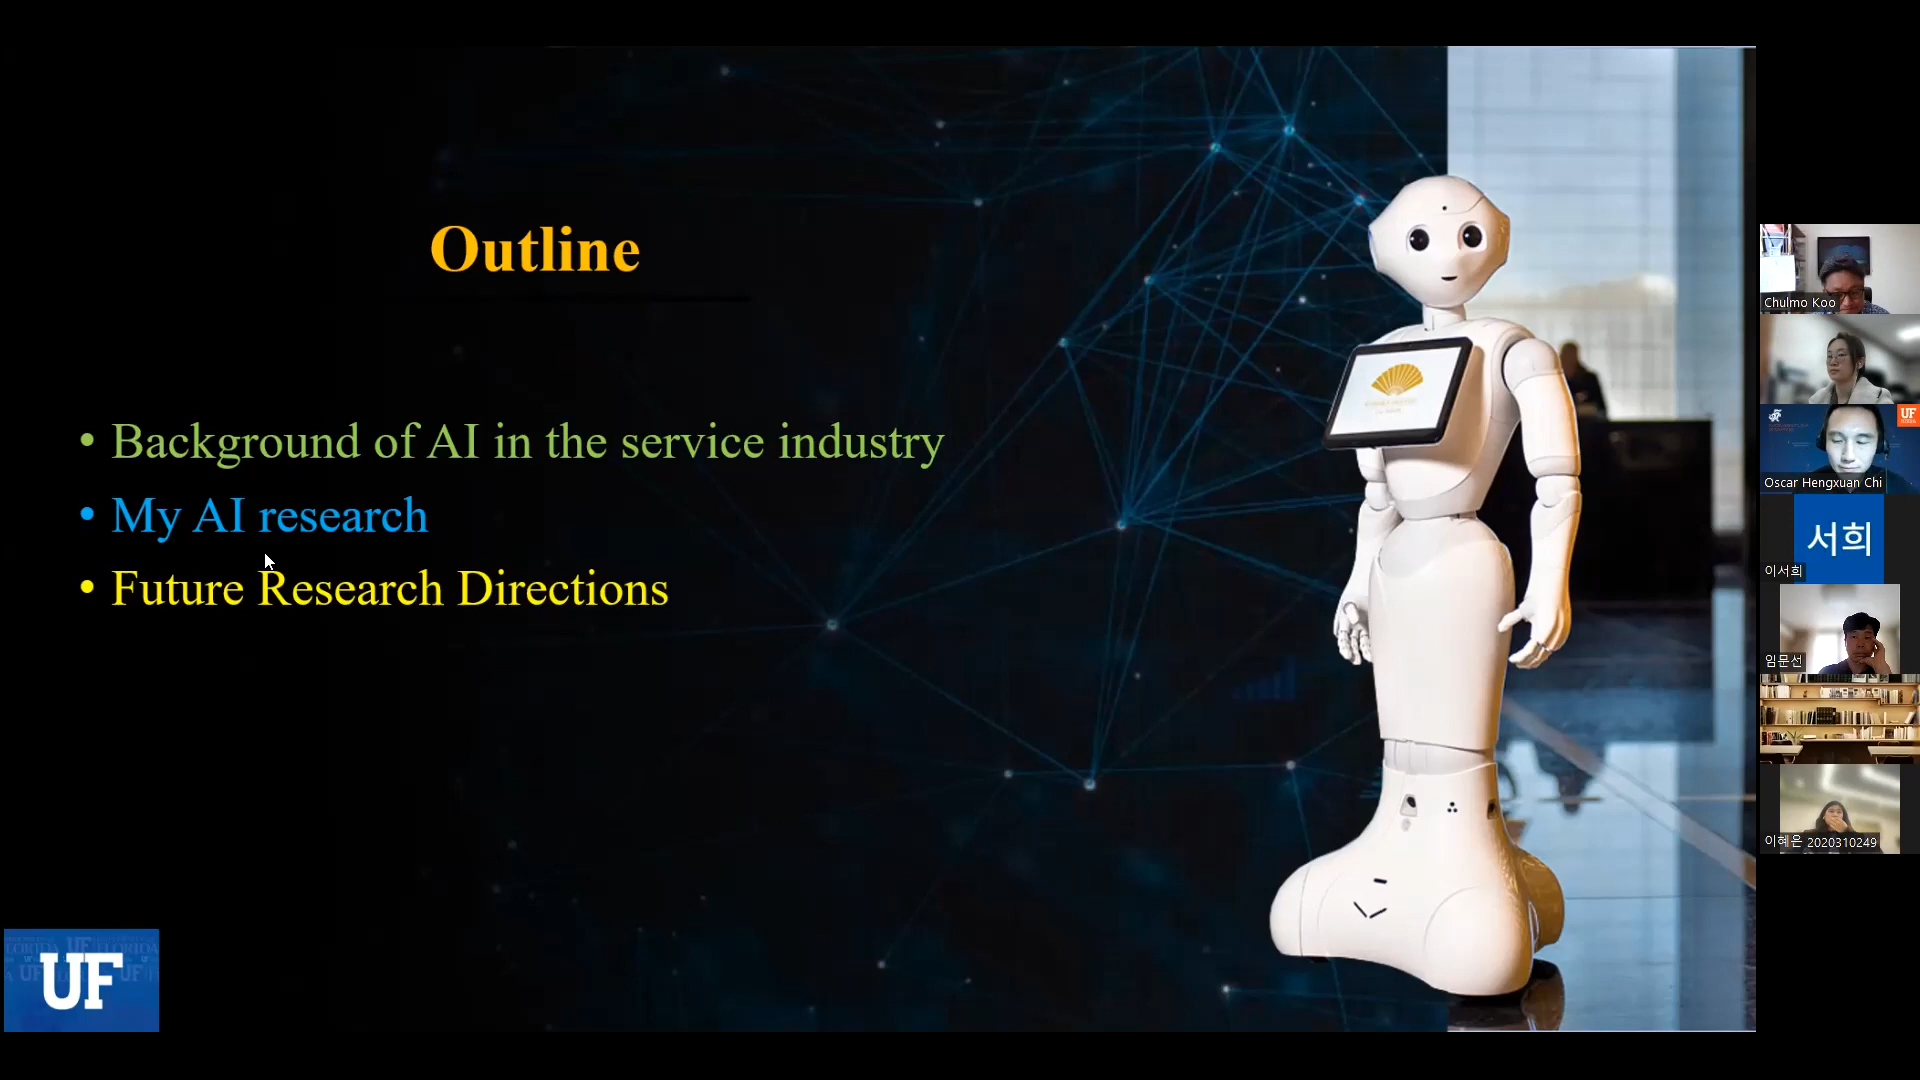 Outline
• Background of AI in the service industry
• My AI research
• Future Research Directions
UF
Chulmo Koo
UF
Oscar Hengxuan Chi
서희
이서희
임문선
이혜은 2020310249